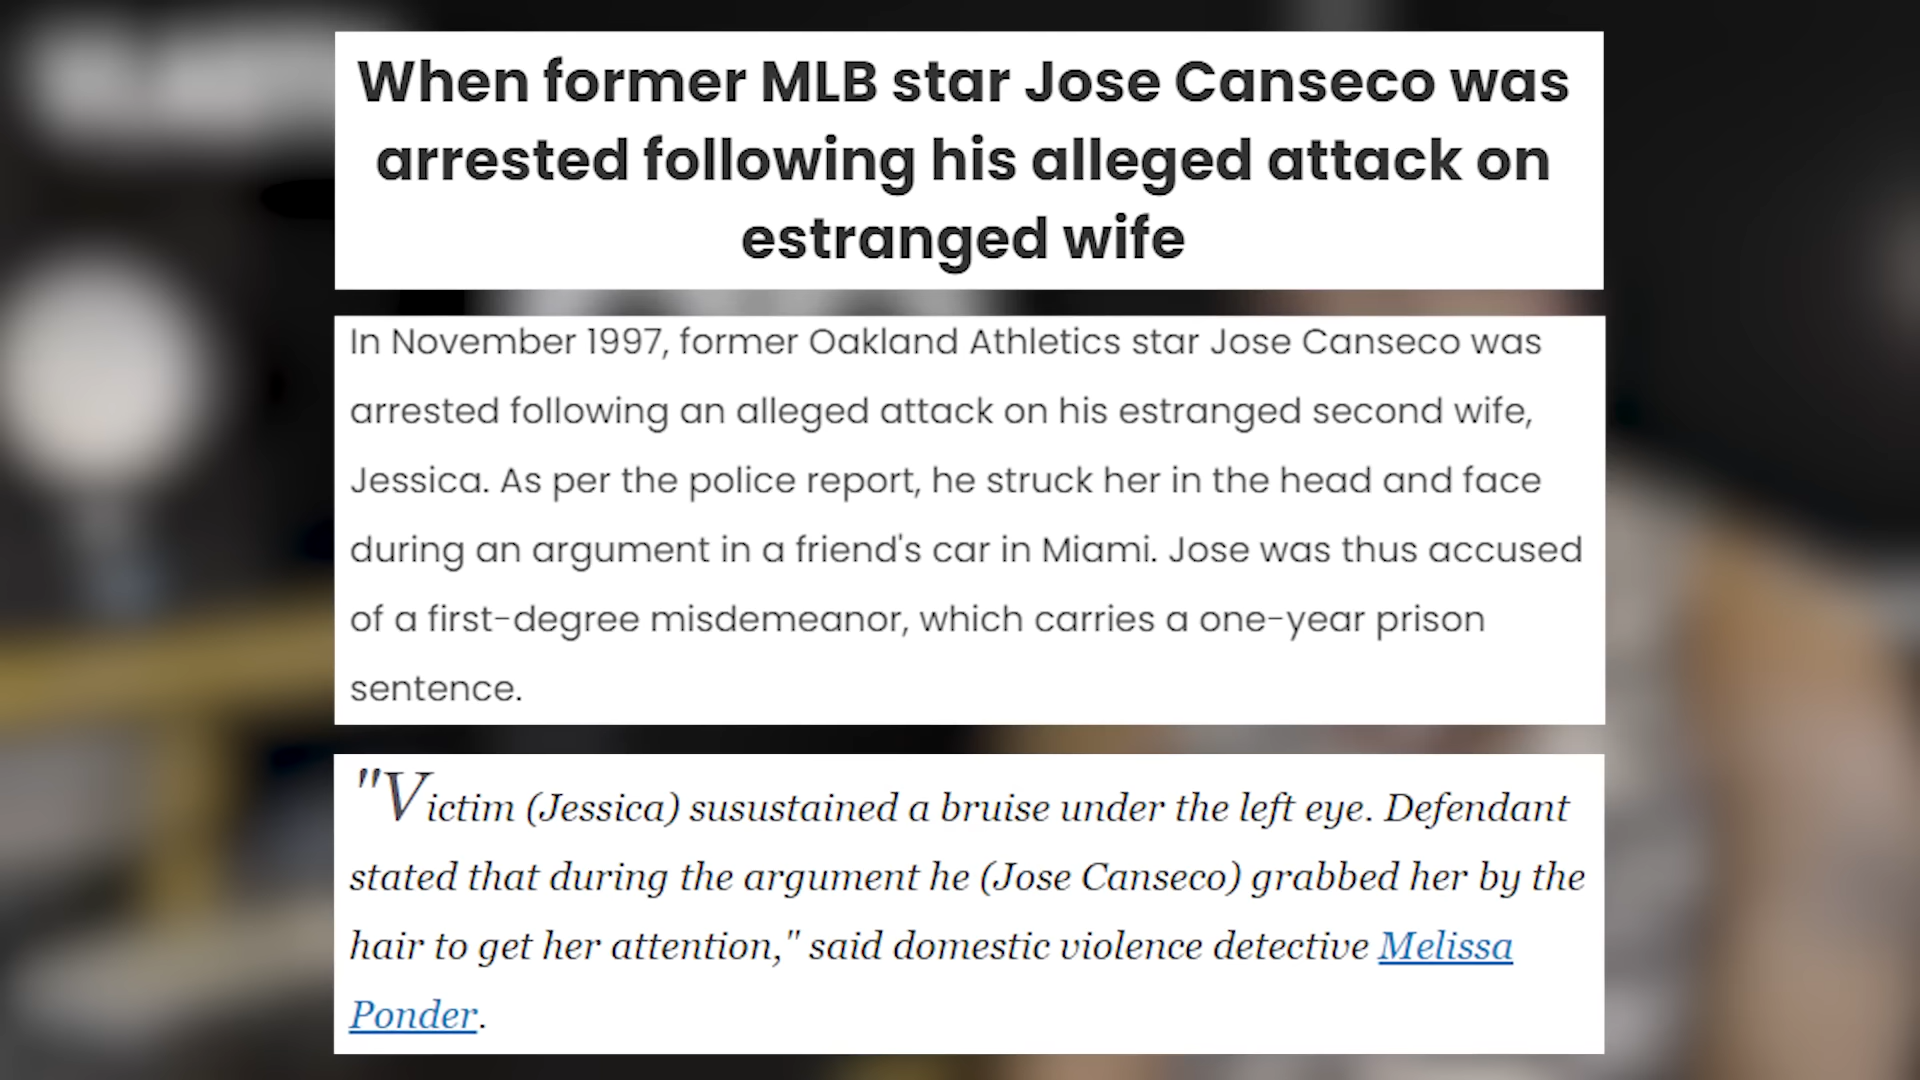 When former MLB star Jose Canseco was
arrested following his alleged attack on
estranged wife
In November 1997, former Oakland Athletics star Jose Canseco was
arrested following an alleged attack on his estranged second wife,
Jessica. As per the police report, he struck her in the head and face
during an argument in a friend's car in Miami. Jose was thus accused
of a first-degree misdemeanor, which carries a one-year prison
sentence.
"Victim (Jessica) susustained a bruise under the left eye. Defendant
stated that during the argument he (Jose Canseco) grabbed her by the
hair to get her attention," said domestic violence detective Melissa
Ponder.